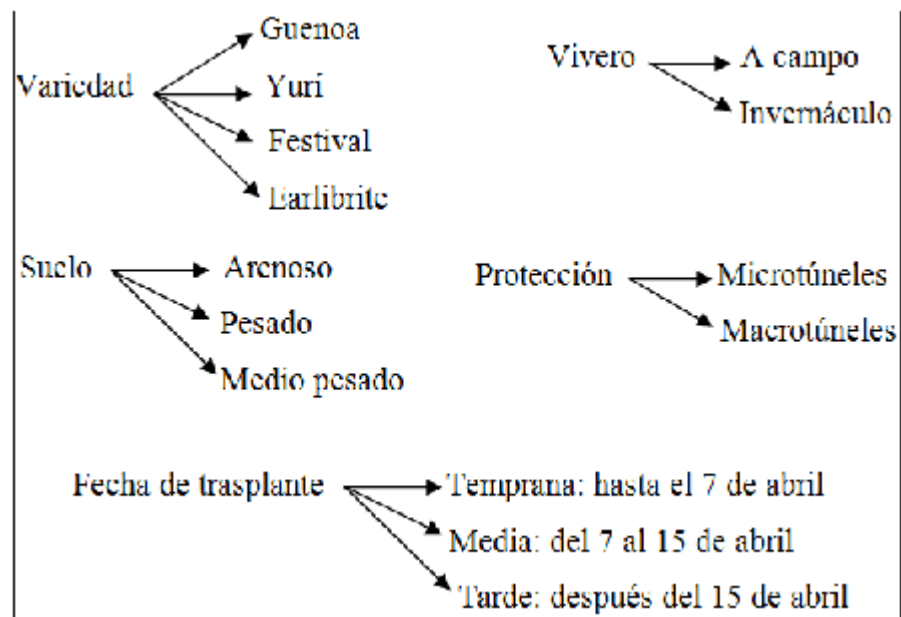 Variedad
Guenoa
Yurí
Festival
Earlibrite
Vivero
A campo
Invernáculo
Suelo
Arenoso
Pesado
Medio pesado
Protección
Microtúneles
Macrotúneles
Fecha de trasplante
Temprana: hasta el 7 de abril
Media: del 7 al 15 de abril
Tarde: después del 15 de abril